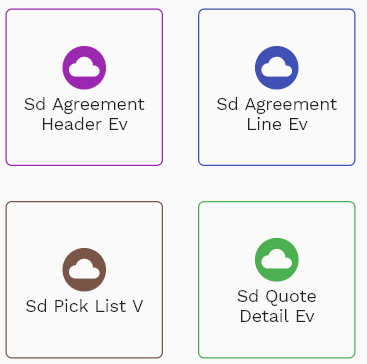 Sd Agreement
Header Ev
Sd Agreement
Line Ev
Sd Pick List V
Sd Quote
Detail Ev